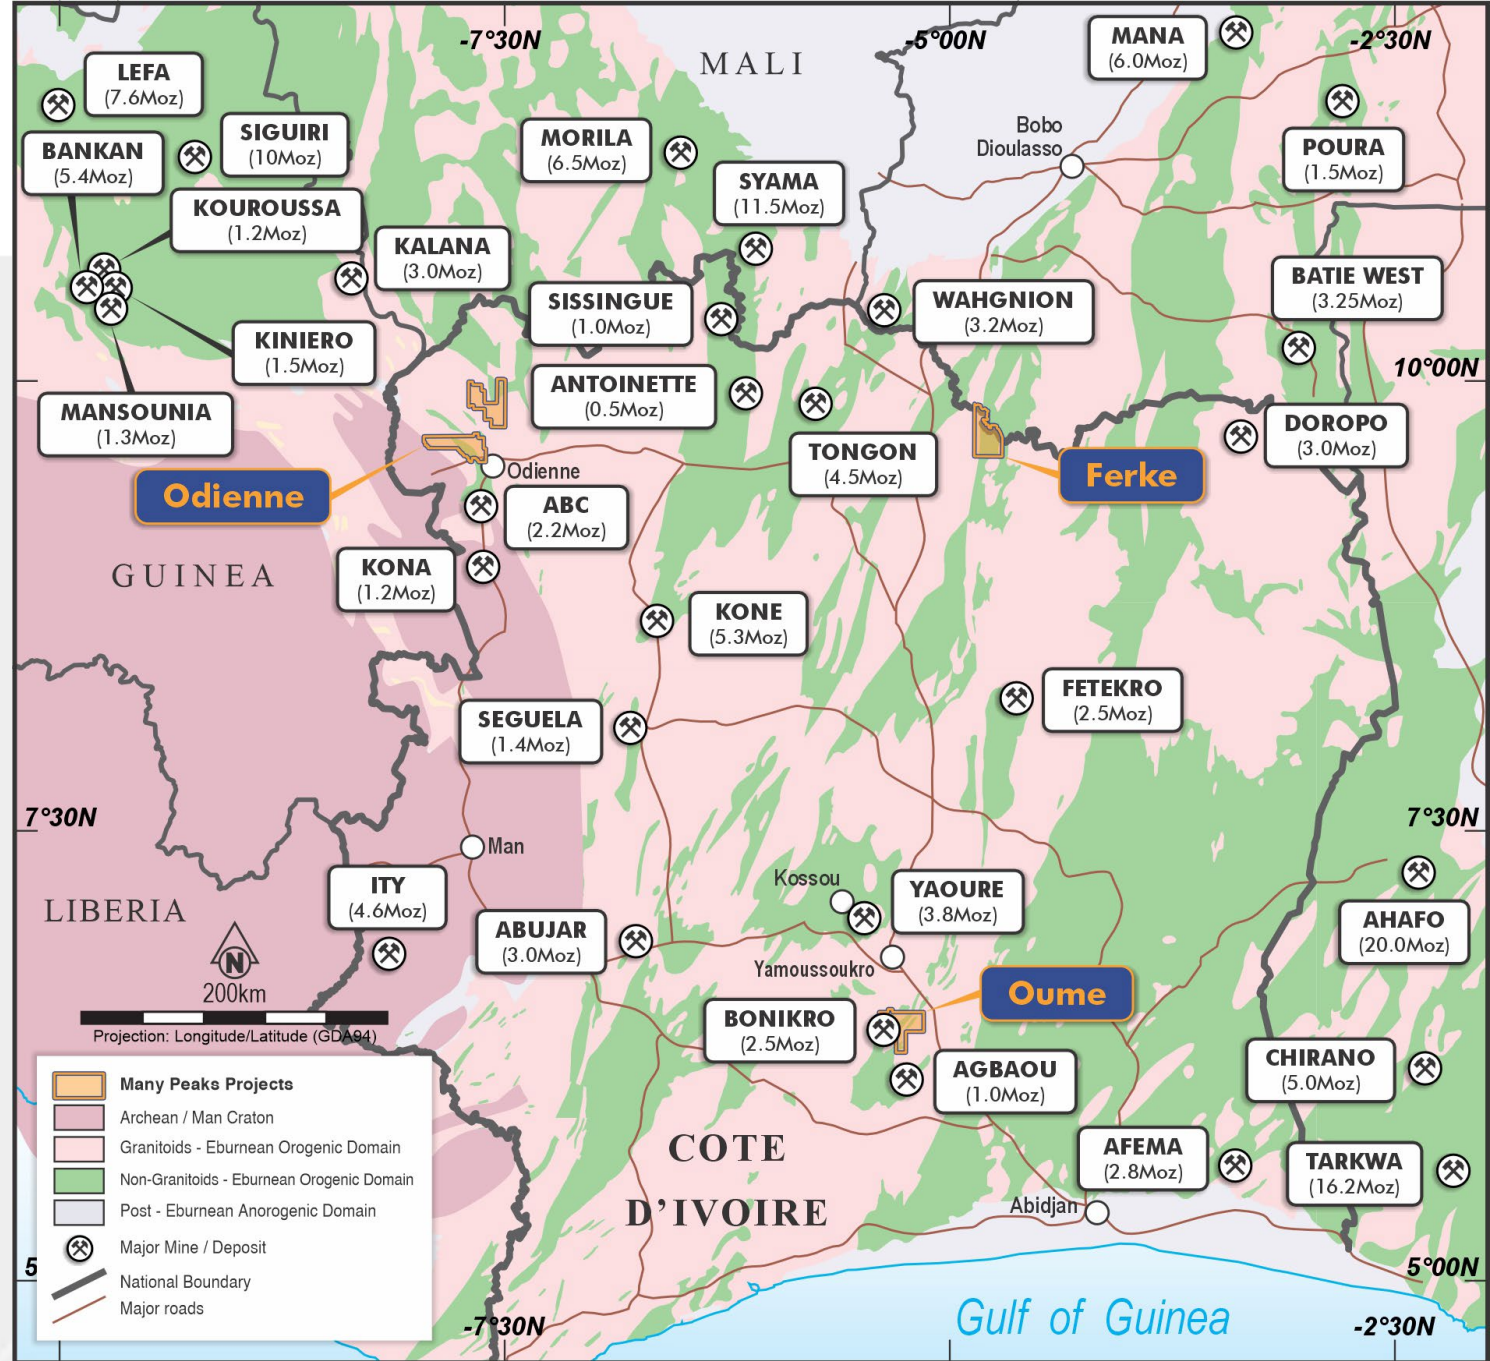 -7°30N
-5°00N
-2°30N
MALI
MANA
(6.0Moz)
LEFA
(7.6Moz)
SIGUIRI
(10Moz)
BANKAN
(5.4Moz)
MORILA
(6.5Moz)
Bobo
Dioulasso
POURA
(1.5Moz)
SYAMA
(11.5Moz)
KOUROUSSA
(1.2Moz)
KALANA
(3.0Moz)
BATIE WEST
(3.25Moz)
SISSINGUE
(1.0Moz)
WAHGNION
(3.2Moz)
KINIERO
(1.5Moz)
10°00N
ANTOINETTE
(0.5Moz)
MANSOUNIA
(1.3Moz)
DOROPO
(3.0Moz)
TONGON
(4.5Moz)
Odienne
Odienne
Ferke
ABC
(2.2Moz)
GUINEA
KONA
(1.2Moz)
KONE
(5.3Moz)
FETEKRO
(2.5Moz)
SEGUELA
(1.4Moz)
7°30N
7°30N
Man
ITY
(4.6Moz)
Kossou
YAOURE
(3.8Moz)
LIBERIA
AHAFO
(20.0Moz)
ABUJAR
(3.0Moz)
Yamoussoukro
N
200km
Projection: Longitude/Latitude (GDA94)
Oume
BONIKRO
(2.5Moz)
AGBAOU
(1.0Moz)
CHIRANO
(5.0Moz)
Many Peaks Projects
Archean / Man Craton
Granitoids - Eburnean Orogenic Domain
Non-Granitoids - Eburnean Orogenic Domain
Post - Eburnean Anorogenic Domain
Major Mine / Deposit
National Boundary
Major roads
COTE
D'IVOIRE
AFEMA
(2.8Moz)
TARKWA
(16.2Moz)
Abidjan
5
5°00N
Gulf of Guinea
-7°30N
-2°30N